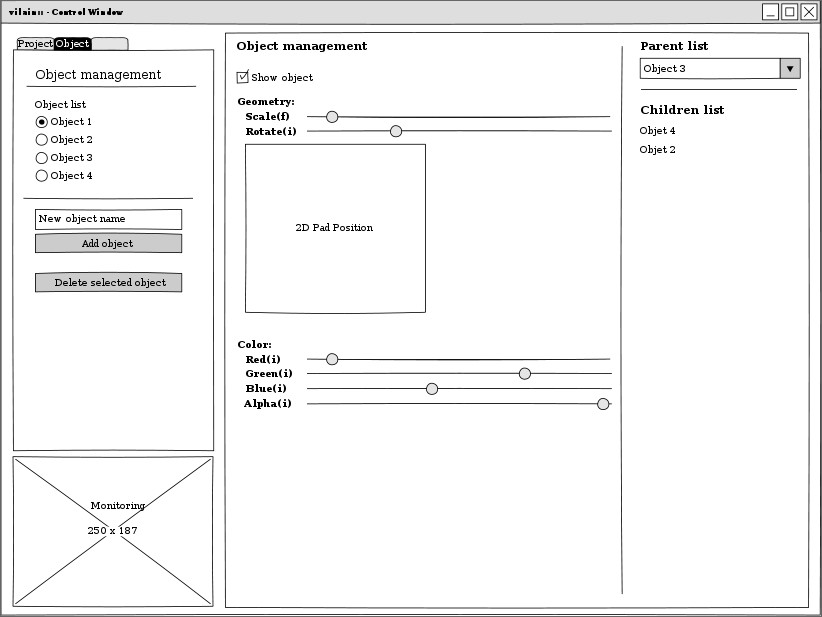 vilninu - Control Window
Project Object
Object management
Object list
Object 1
Object 2
Object 3
Object 4
New object name
Add object
Delete selected object
Monitoring
250 x 187
Object management
Show object
Geometry:
Scale(f)
Rotate(i)
2D Pad Position
Color:
Red(i)
Green(i)
Blue(i)
Alpha(i)
Parent list
Object 3
Children list
Objet 4
Objet 2